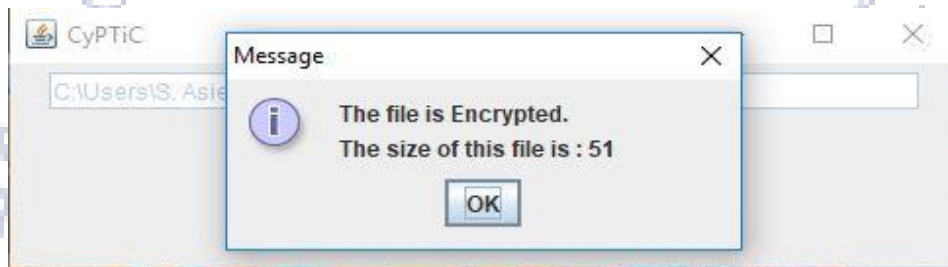 CyPTiC
Message
C:\Users\S. Asie
The file is Encrypted.
The size of this file is : 51
OK